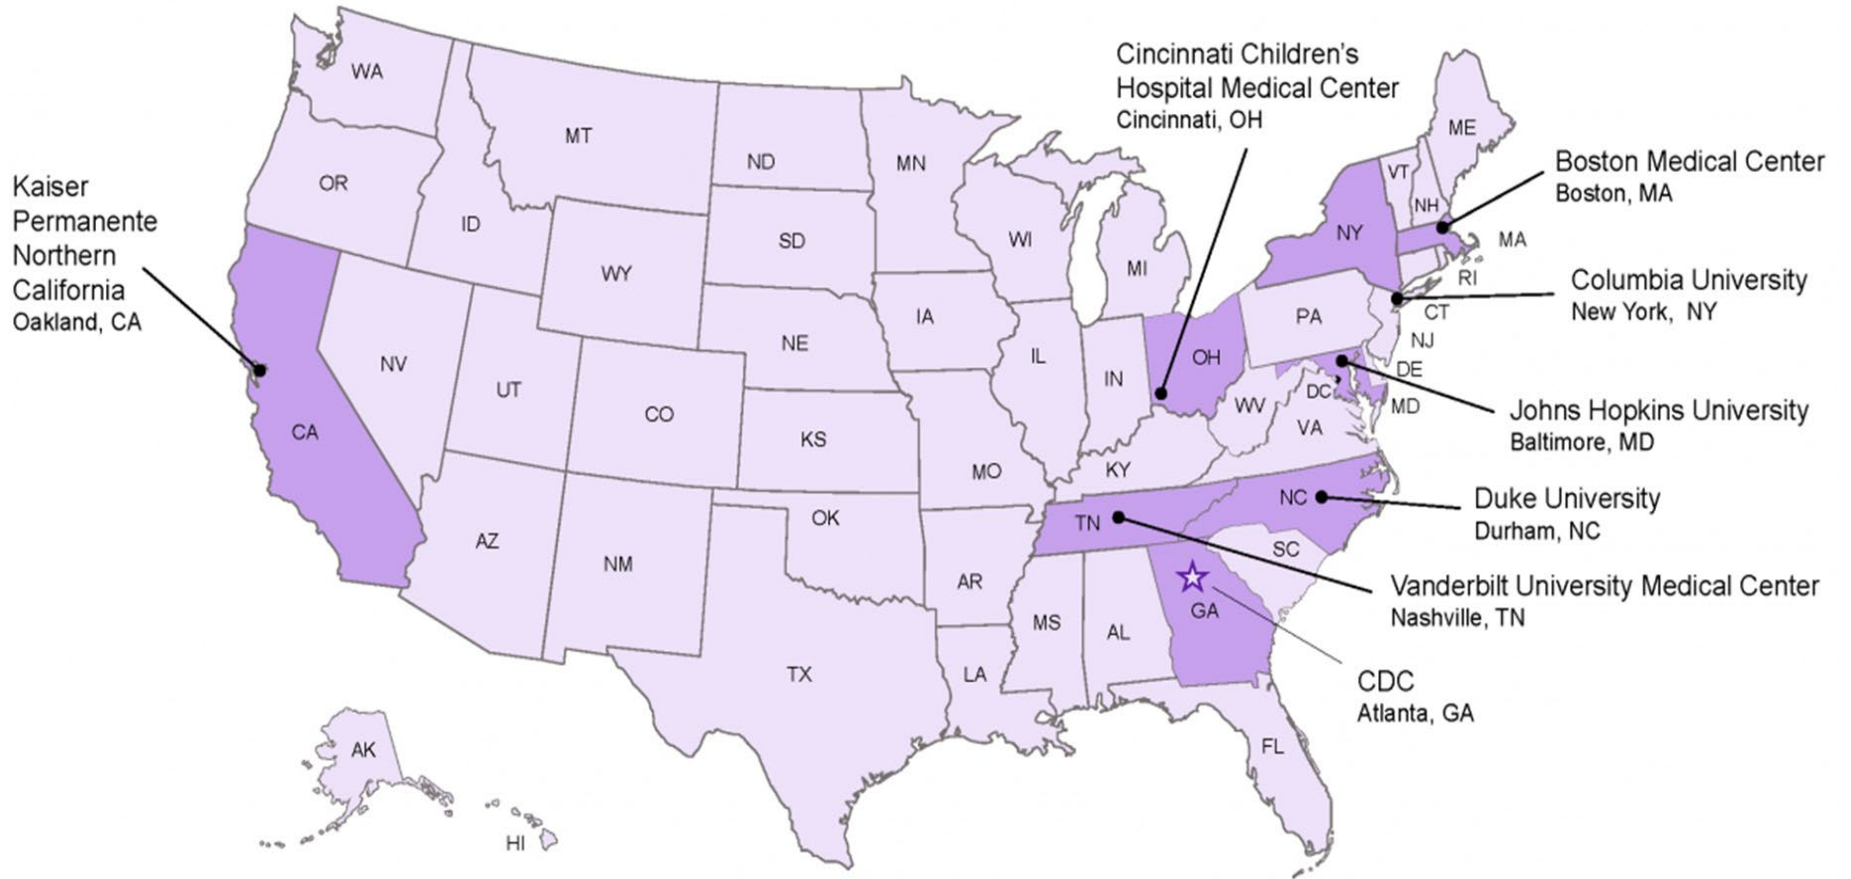 Cincinnati Children's
Hospital Medical Center
Cincinnati, OH
Boston Medical Center
Boston, MA
Kaiser
Permanente
Northern
California
Oakland, CA
Columbia University
New York, NY
Johns Hopkins University
Baltimore, MD
Duke University
Durham, NC
Vanderbilt University Medical Center
Nashville, TN
CDC
Atlanta, GA
WA
MT
ND
MN
ME
VT
NH
OR
ID
SD
WI
MI
NY
MA
RI
WY
IA
PA
CT
NJ
NE
IL
IN
OH
DE
NV
UT
CO
DC
MD
WV
VA
CA
KS
MO
KY
AZ
NM
OK
TN
NC
SC
AR
GA
MS
AL
TX
LA
FL
AK
HI